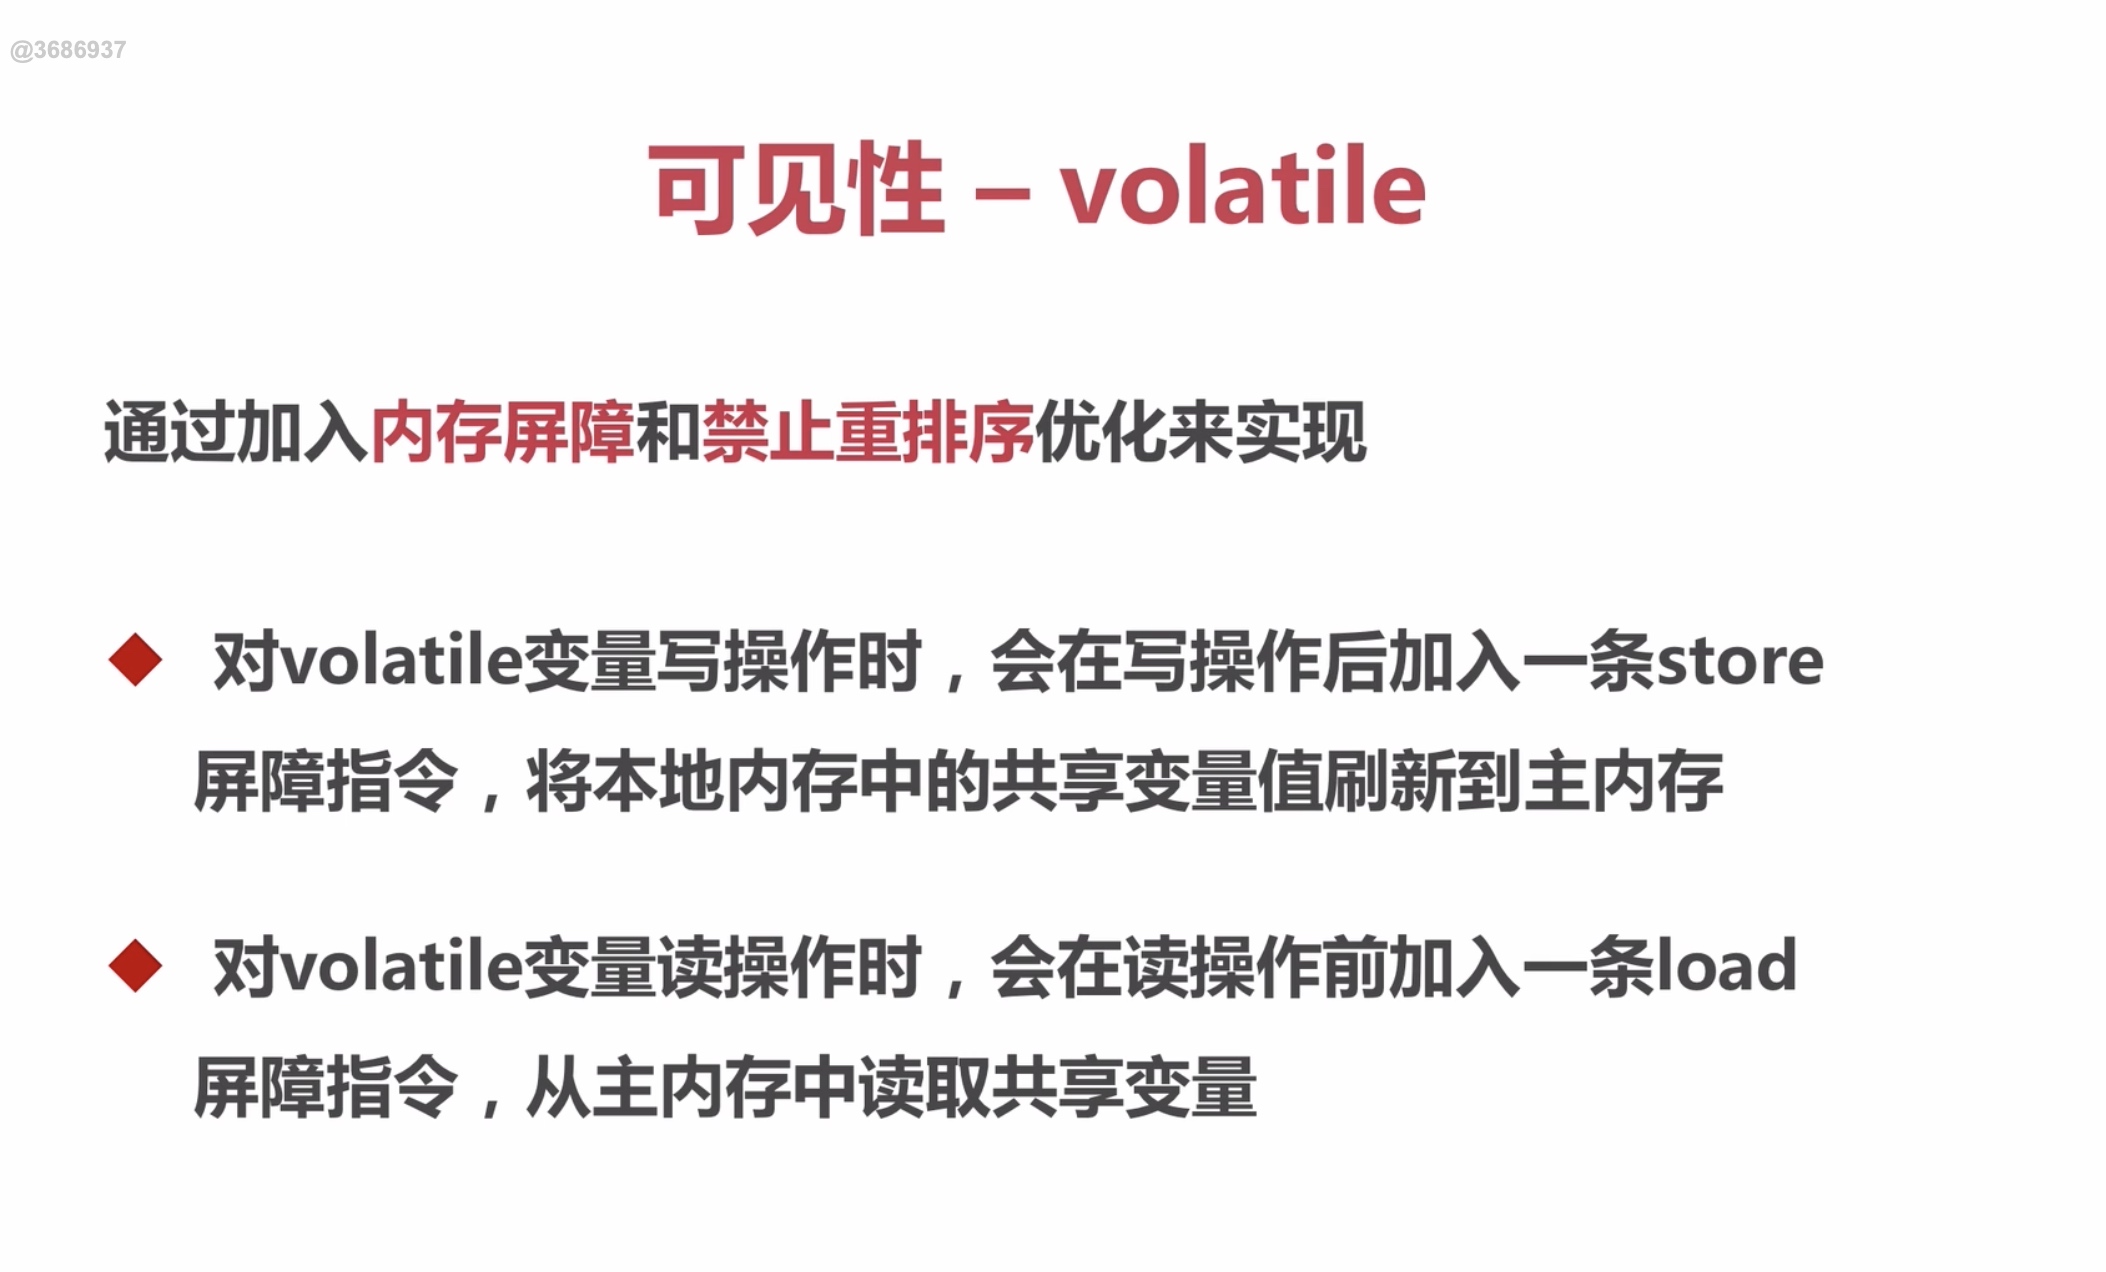 @3686937
可见性 – volatile
通过加入内存屏障和禁止重排序优化来实现
对volatile变量写操作时，会在写操作后加入一条store
屏障指令，将本地内存中的共享变量值刷新到主内存
对volatile变量读操作时，会在读操作前加入一条load
屏障指令，从主内存中读取共享变量